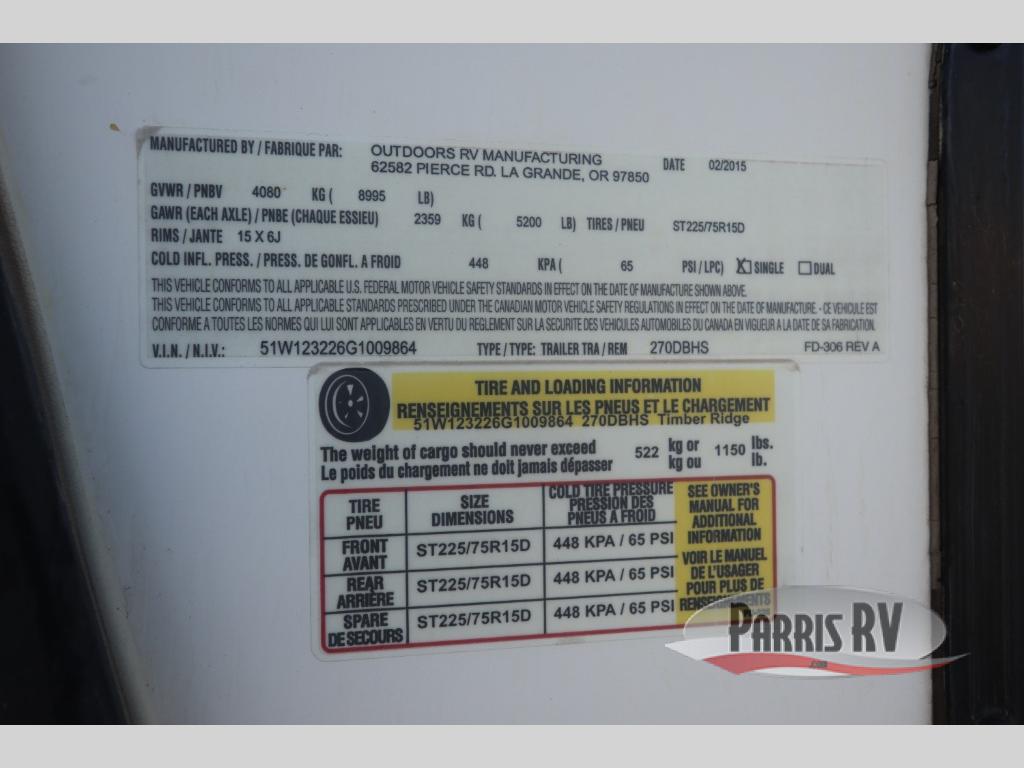 MANUFACTURED BY / FABRIQUE PAR: OUTDOORS RV MANUFACTURING DATE 02/2015
62582 PIERCE RD. LA GRANDE, OR 97850
GVWR / PNBV 4080 KG ( 8995 LB)
GAWR (EACH AXLE) / PNBE (CHAQUE ESSIEU) 2359 KG ( 5200 LB) TIRES / PNEU ST225/75R15D
RIMS / JANTE 15 X 6J
COLD INFL. PRESS. / PRESS. DE GONFL. A FROID 448 KPA ( 65 PSI / LPC) X SINGLE DUAL
THIS VEHICLE CONFORMS TO ALL APPLICABLE U.S. FEDERAL MOTOR VEHICLE SAFETY STANDARDS IN EFFECT ON THE DATE OF MANUFACTURE SHOWN ABOVE.
THIS VEHICLE CONFORMS TO ALL APPLICABLE STANDARDS PRESCRIBED UNDER THE CANADIAN MOTOR VEHICLE SAFETY REGULATIONS IN EFFECT ON THE DATE OF MANUFACTURE. - CE VEHICULE EST
CONFORME A TOUTES LES NORMES QUI LUI SONT APPLICABLES EN VERTU DU REGLEMENT SUR LA SECURITE DES VEHICULES AUTOMOBILES DU CANADA EN VIGUEUR A LA DATE DE SA FABRICATION.
V.I.N. / N.I.V.: 51W123226G1009864 TYPE / TYPE: TRAILER TRA / REM 270DBHS FD-306 REV A
TIRE AND LOADING INFORMATION
RENSEIGNEMENTS SUR LES PNEUS ET LE CHARGEMENT
51W123226G1009864 270DBHS Timber Ridge
The weight of cargo should never exceed 522 kg or 1150 lbs.
Le poids du chargement ne doit jamais dépasser kg ou lb.
TIRE
PNEU
SIZE
DIMENSIONS
COLD TIRE PRESSURE
PRESSION DES
PNEUS A FROID
FRONT
AVANT
ST225/75R15D 448 KPA / 65 PSI
REAR
ARRIÈRE
ST225/75R15D 448 KPA / 65 PSI
SPARE
DE SECOURS
ST225/75R15D 448 KPA / 65 PSI
SEE OWNER'S
MANUAL FOR
ADDITIONAL
INFORMATION
VOIR LE MANUEL
DE L'USAGER
POUR PLUS DE
RENSEIGNEMENTS
PARRIS RV
.com